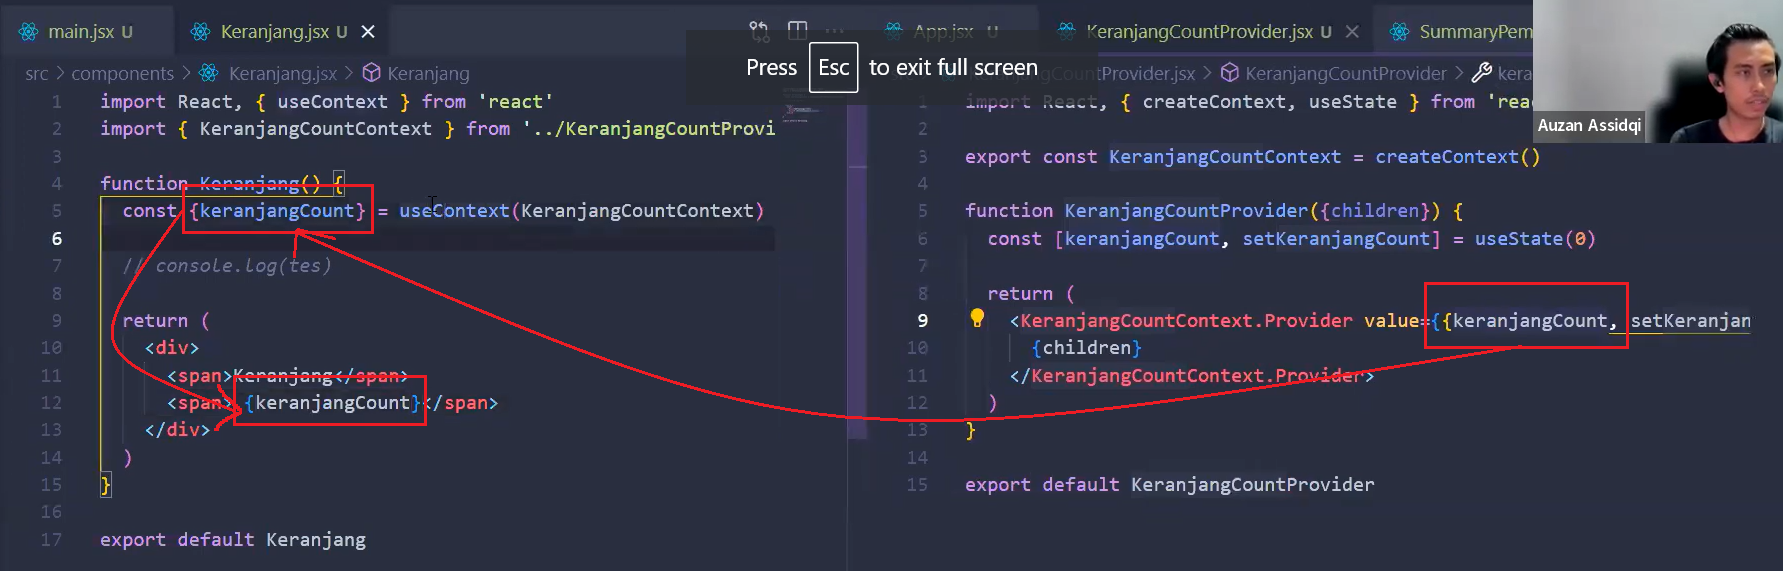 main.jsx U
Keranjang.jsx U
App.jsx U
KeranjangCountProvider.jsx U
SummaryPem
Press Esc to exit full screen
Auzan Assidqi
src > components > Keranjang.jsx > Keranjang
1 import React, { useContext } from 'react'
2 import { KeranjangCountContext } from '../KeranjangCountProvi
3
4 function Keranjang() {
5 const {keranjangCount} = useContext(KeranjangCountContext)
6
7 // console.log(tes)
8
9 return (
10 <div>
11 <span>Keranjang</span>
12 <span> {keranjangCount}</span>
13 </div>
14 )
15 }
16
17 export default Keranjang
CountProvider.jsx > KeranjangCountProvider > kera
1 import React, { createContext, useState } from 'reac
2
3 export const KeranjangCountContext = createContext()
4
5 function KeranjangCountProvider({children}) {
6 const [keranjangCount, setKeranjangCount] = useState(0)
7
8 return (
9 <KeranjangCountContext.Provider value={{keranjangCount, setKeranjan
10 {children}
11 </KeranjangCountContext.Provider>
12 )
13 }
14
15 export default KeranjangCountProvider